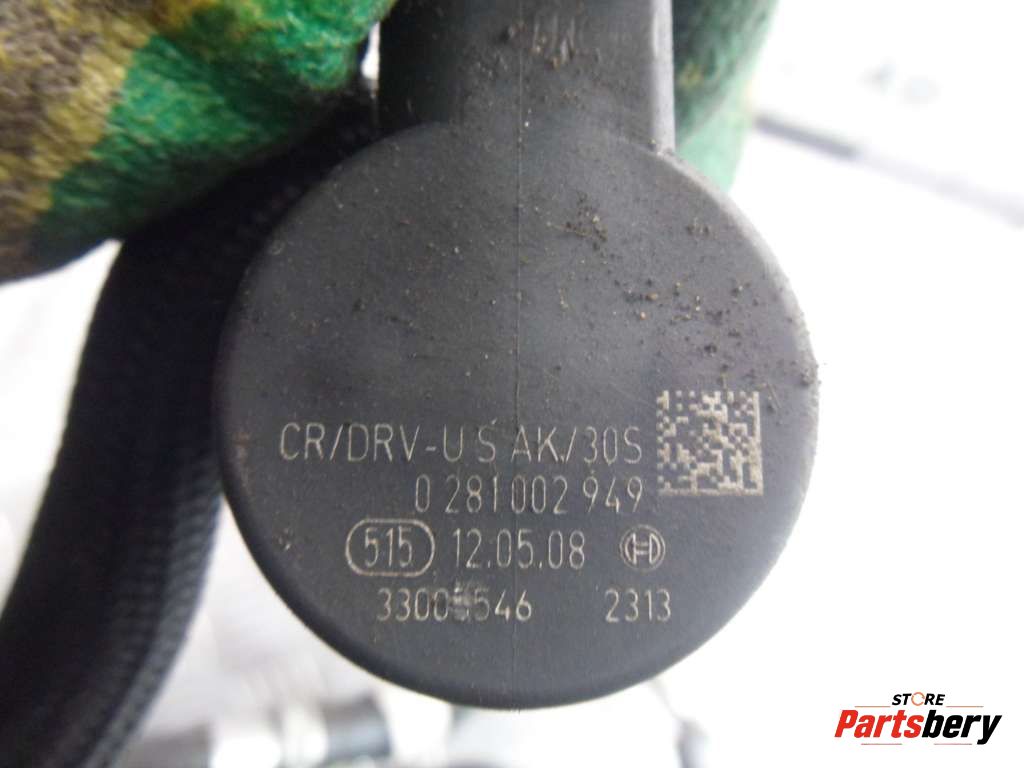 CR/DRV-U S AK/30S
0 281 002 949
515 12.05.08
2313
STORE
Partsbery